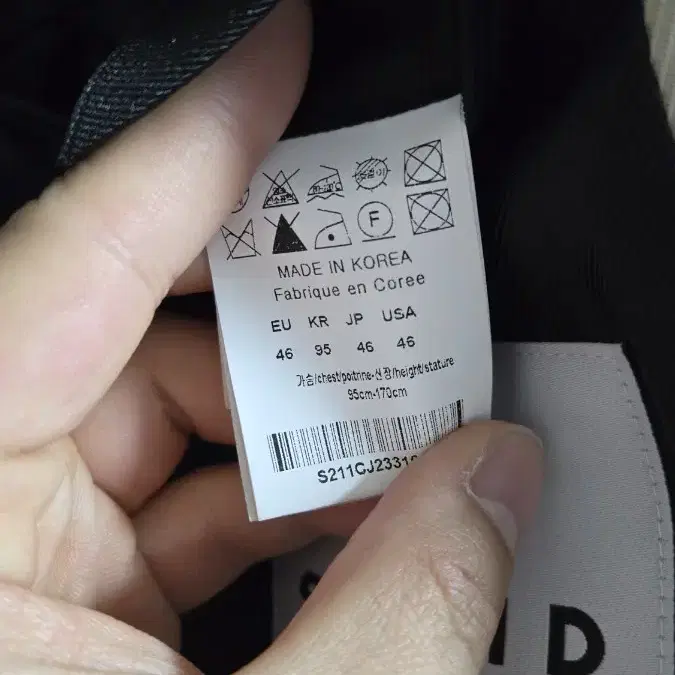 F
MADE IN KOREA
Fabrique en Coree
EU KR JP USA
46 95 46 46
가슴/chest/poitrine-신장/height/stature
95cm-170cm
S211CJ2331
D